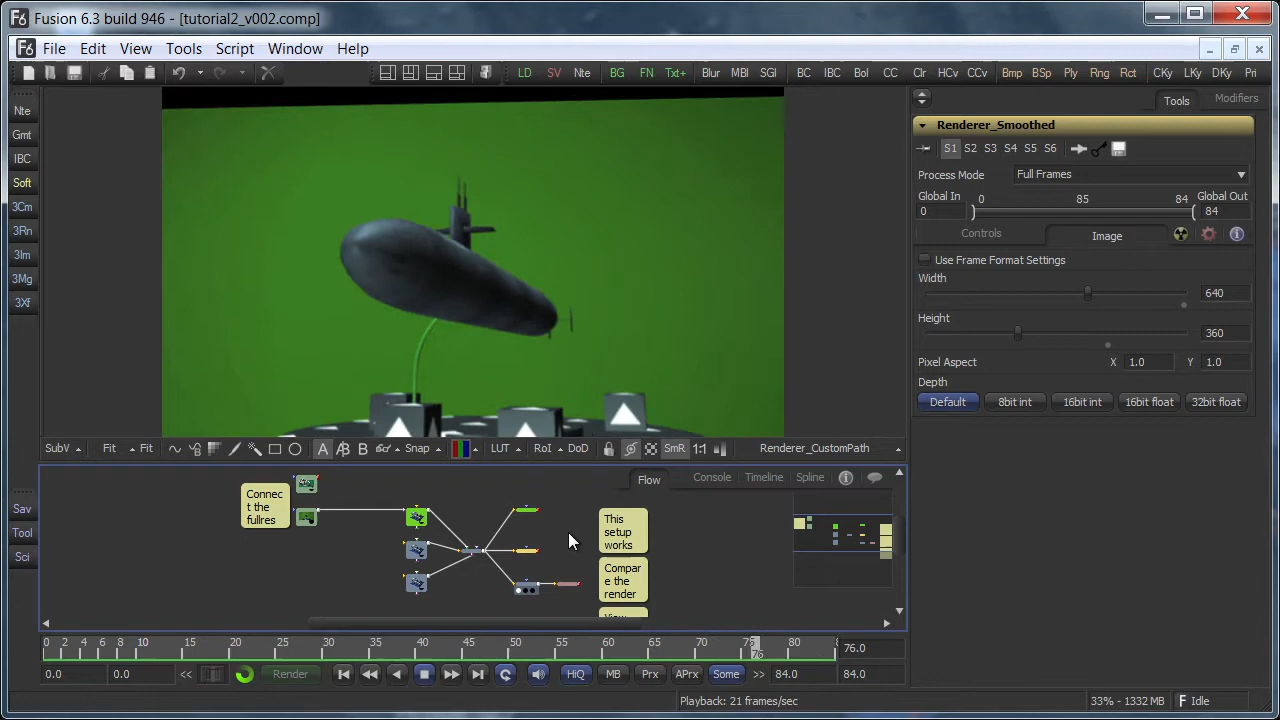 Fusion 6.3 build 946 - [tutorial2_v002.comp]
File Edit View Tools Script Window Help
LD SV Nte BG FN Txt+ Blur MBl SGl BC IBC Bol CC Clr HCv CCv Bmp BSp Ply Rng Rct CKy LKy DKy Pri
Nte
Gmt
IBC
Soft
3Cm
3Rn
3Im
3Mg
3Xf
Sav
Tool
Sci
Tools Modifiers
Renderer_Smoothed
S1 S2 S3 S4 S5 S6
Process Mode Full Frames
Global In 0 85 84 Global Out
0 84
Controls Image
Use Frame Format Settings
Width
640
Height
360
Pixel Aspect X 1.0 Y 1.0
Depth
Default 8bit int 16bit int 16bit float 32bit float
SubV Fit Fit A B B Snap LUT RoI DoD SmR 1:1 Renderer_CustomPath
Flow Console Timeline Spline
Connec
t the
fullres
This
setup
works
Compar
e the
render
0 2 4 6 8 10 15 20 25 30 35 40 45 50 55 60 65 70 75 80
76
76.0
0.0 0.0 << Render HiQ MB Prx APrx Some >> 84.0 84.0
Playback: 21 frames/sec 33% - 1332 MB Idle